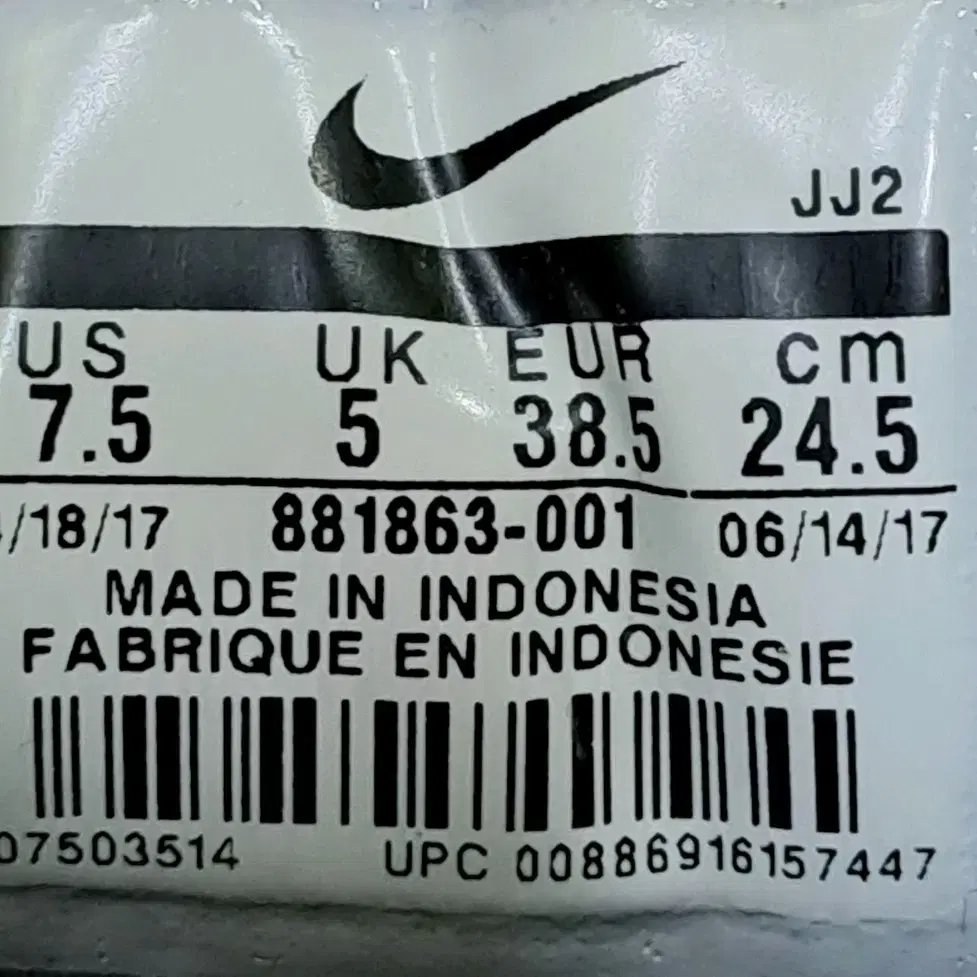 JJ2
US UK EUR cm
7.5 5 38.5 24.5
/18/17 881863-001 06/14/17
MADE IN INDONESIA
FABRIQUE EN INDONESIE
07503514 UPC 00886916157447